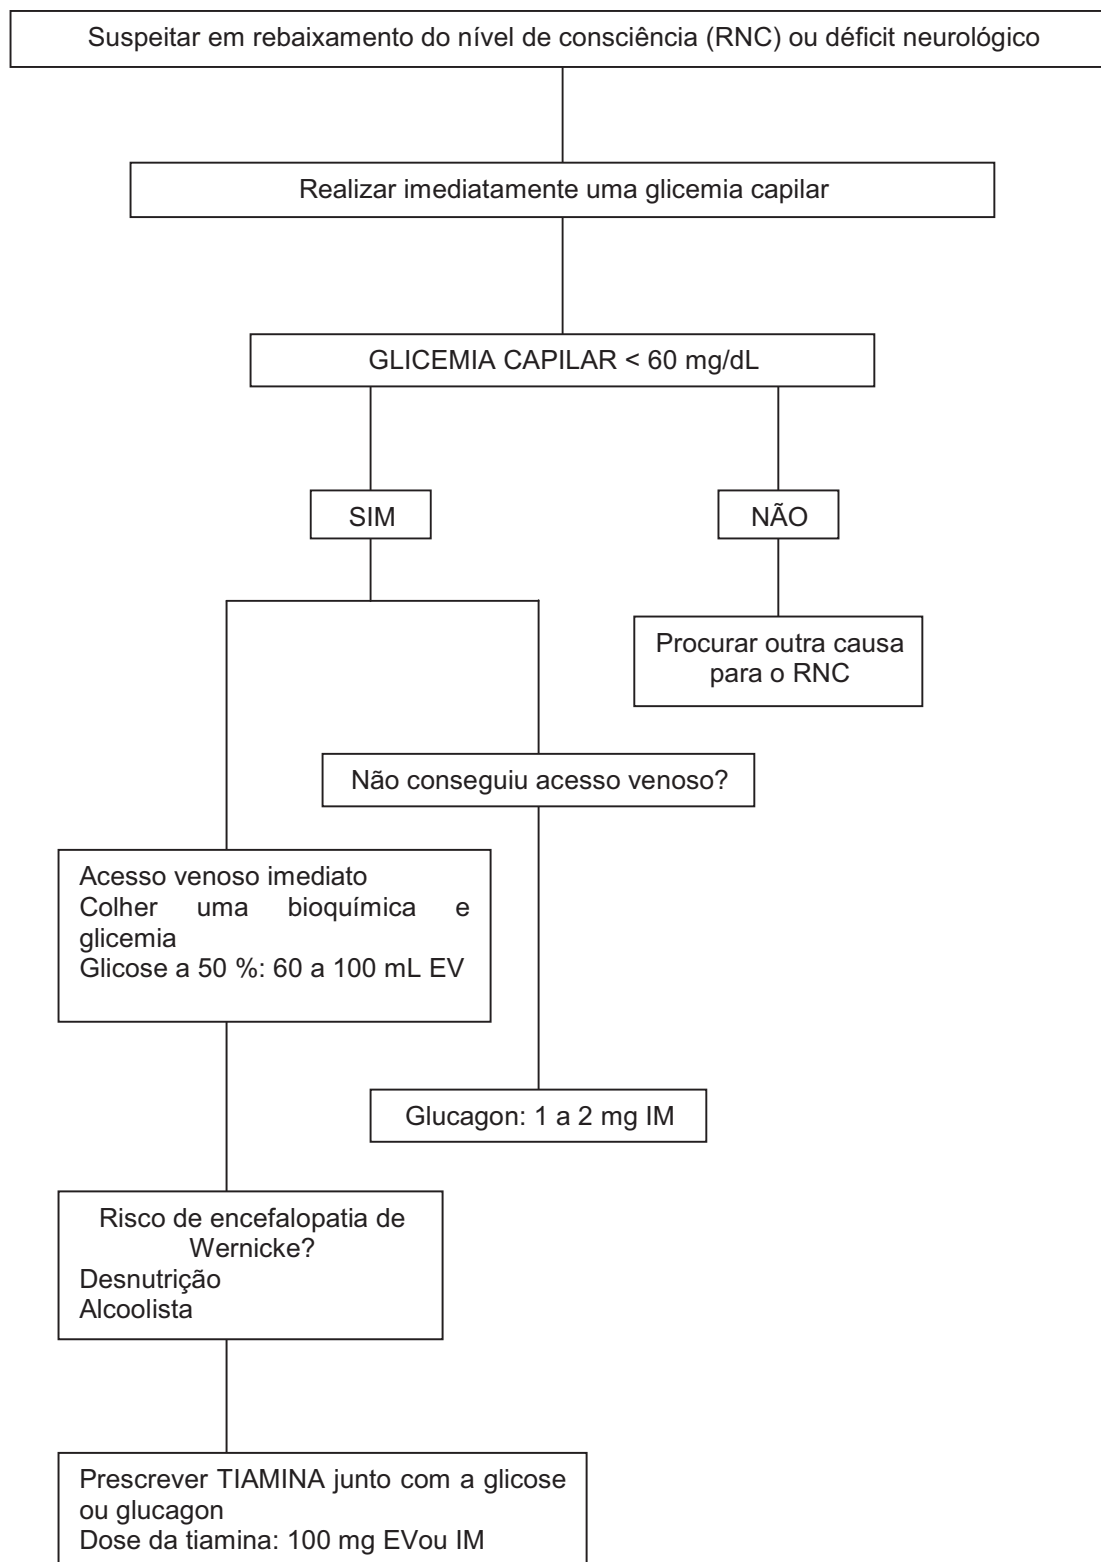 Suspeitar em rebaixamento do nível de consciência (RNC) ou déficit neurológico
Realizar imediatamente uma glicemia capilar
GLICEMIA CAPILAR < 60 mg/dL
SIM
NÃO
Procurar outra causa
para o RNC
Não conseguiu acesso venoso?
Acesso venoso imediato
Colher uma bioquímica e
glicemia
Glicose a 50 %: 60 a 100 mL EV
Glucagon: 1 a 2 mg IM
Risco de encefalopatia de
Wernicke?
Desnutrição
Alcoolista
Prescrever TIAMINA junto com a glicose
ou glucagon
Dose da tiamina: 100 mg EVou IM